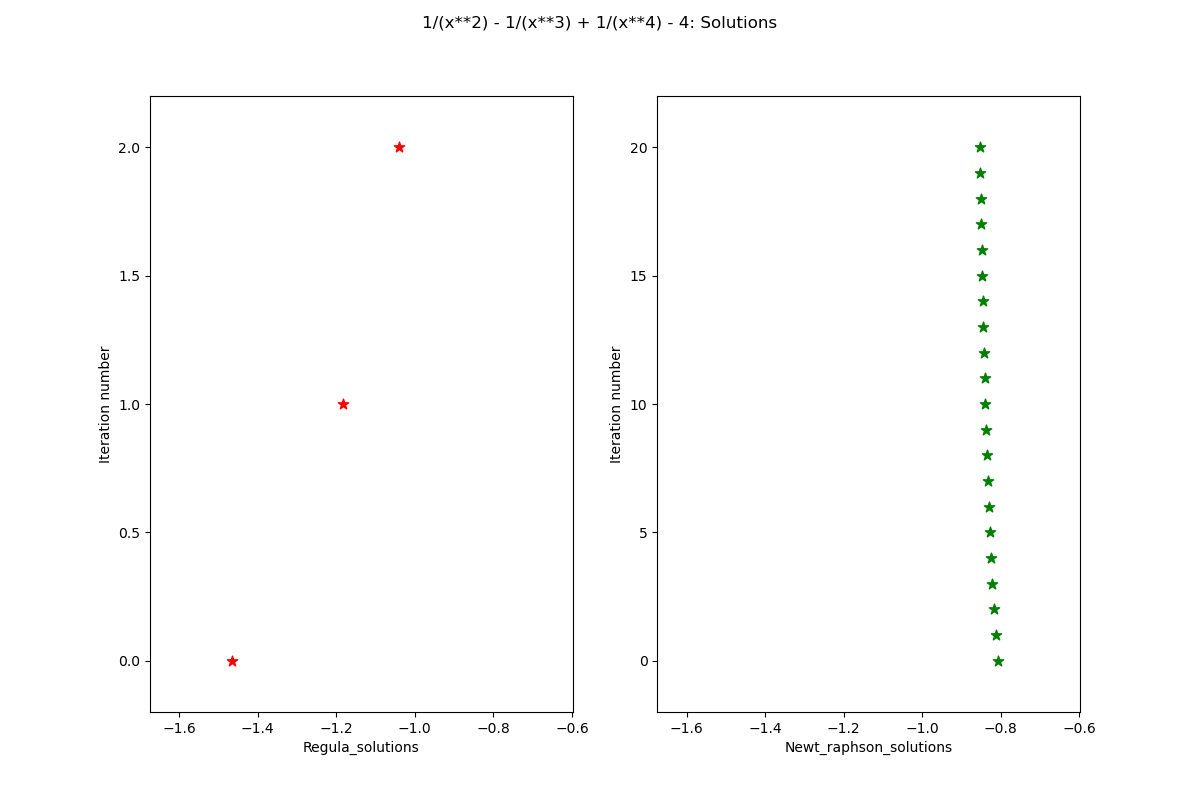 1/(x**2) - 1/(x**3) + 1/(x**4) - 4: Solutions
2.0
1.5
1.0
0.5
0.0
Iteration number
−1.6 −1.4 −1.2 −1.0 −0.8 −0.6
Regula_solutions
20
15
10
5
0
Iteration number
−1.6 −1.4 −1.2 −1.0 −0.8 −0.6
Newt_raphson_solutions